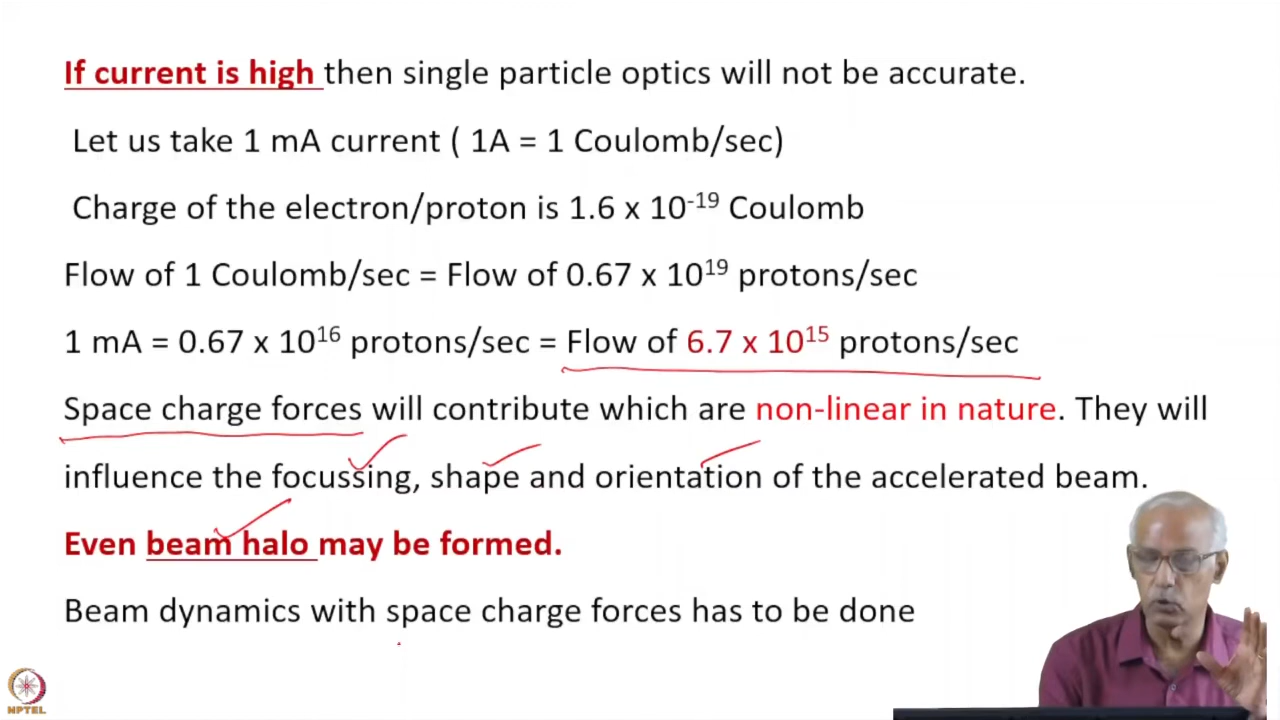 If current is high then single particle optics will not be accurate.
Let us take 1 mA current ( 1A = 1 Coulomb/sec)
Charge of the electron/proton is 1.6 x 10⁻¹⁹ Coulomb
Flow of 1 Coulomb/sec = Flow of 0.67 x 10¹⁹ protons/sec
1 mA = 0.67 x 10¹⁶ protons/sec = Flow of 6.7 x 10¹⁵ protons/sec
Space charge forces will contribute which are non-linear in nature. They will
influence the focussing, shape and orientation of the accelerated beam.
Even beam halo may be formed.
Beam dynamics with space charge forces has to be done
NPTEL